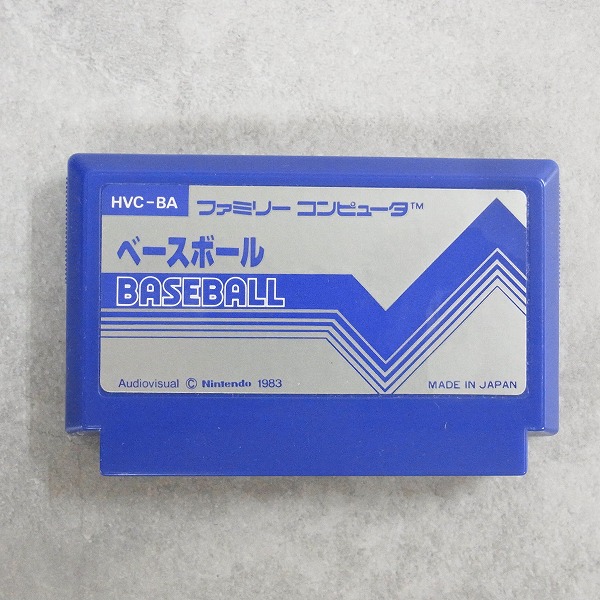 HVC-BA ファミリー コンピュータ™
ベースボール
BASEBALL
Audiovisual © Nintendo 1983
MADE IN JAPAN